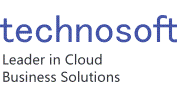 technosoft
Leader in Cloud
Business Solutions